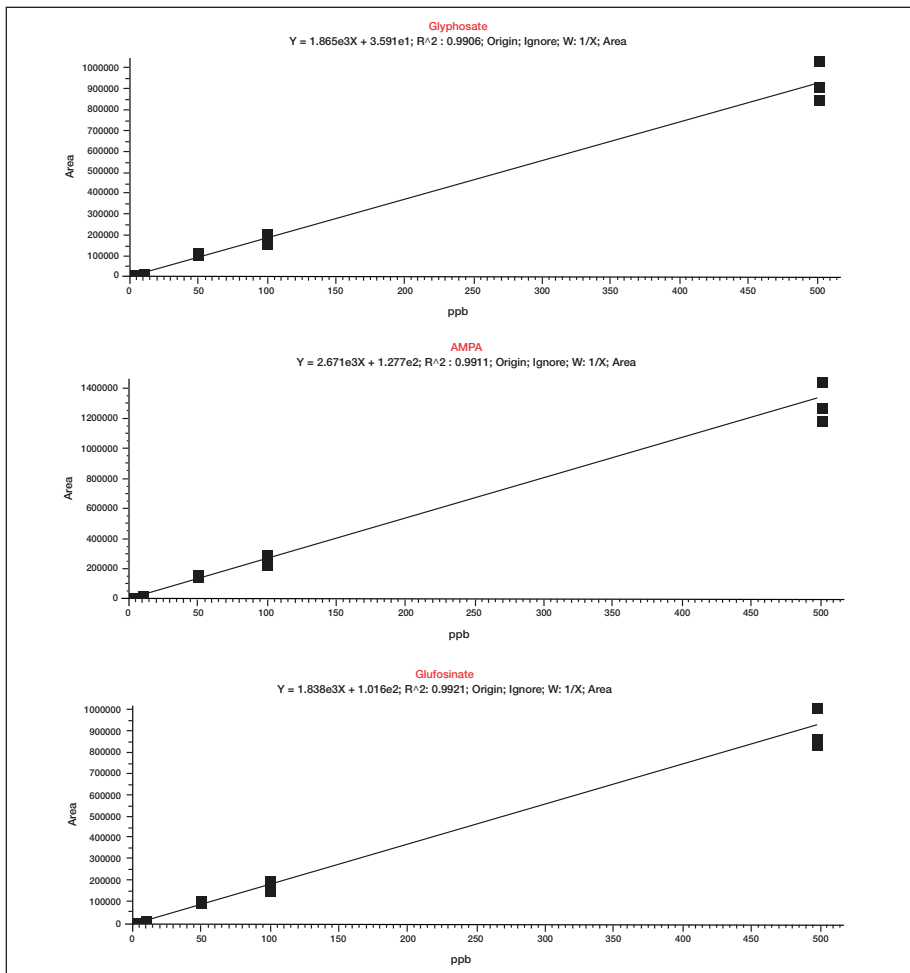 Glyphosate
Y = 1.865e3X + 3.591e1; R^2 : 0.9906; Origin; Ignore; W: 1/X; Area
1000000
900000
800000
700000
600000
500000
400000
300000
200000
100000
0
Area
0 50 100 150 200 250 300 350 400 450 500
ppb
AMPA
Y = 2.671e3X + 1.277e2; R^2 : 0.9911; Origin; Ignore; W: 1/X; Area
1400000
1200000
1000000
800000
600000
400000
200000
0
Area
0 50 100 150 200 250 300 350 400 450 500
ppb
Glufosinate
Y = 1.838e3X + 1.016e2; R^2: 0.9921; Origin; Ignore; W: 1/X; Area
1000000
900000
800000
700000
600000
500000
400000
300000
200000
100000
0
Area
0 50 100 150 200 250 300 350 400 450 500
ppb